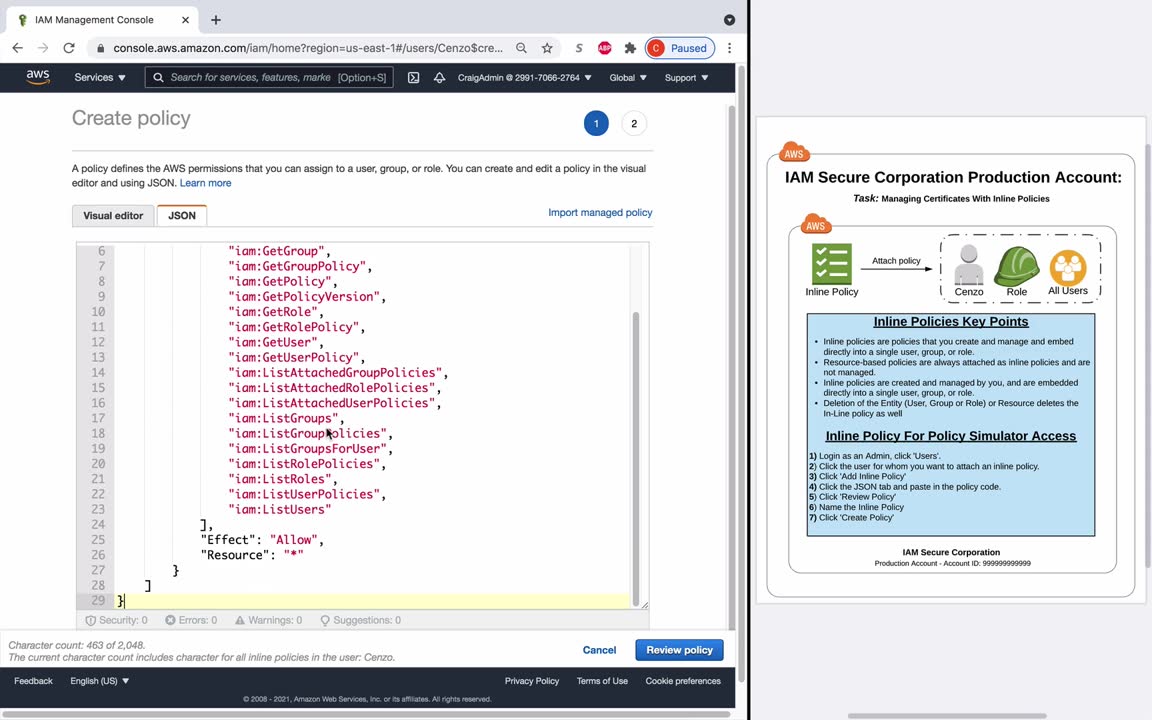 IAM Management Console
console.aws.amazon.com/iam/home?region=us-east-1#/users/Cenzo$cre...
S
ABP
C Paused
aws
Services
Search for services, features, marke [Option+S]
CraigAdmin @ 2991-7066-2764
Global
Support
Create policy
1
2
A policy defines the AWS permissions that you can assign to a user, group, or role. You can create and edit a policy in the visual
editor and using JSON. Learn more
Visual editor
JSON
Import managed policy
6 "iam:GetGroup",
7 "iam:GetGroupPolicy",
8 "iam:GetPolicy",
9 "iam:GetPolicyVersion",
10 "iam:GetRole",
11 "iam:GetRolePolicy",
12 "iam:GetUser",
13 "iam:GetUserPolicy",
14 "iam:ListAttachedGroupPolicies",
15 "iam:ListAttachedRolePolicies",
16 "iam:ListAttachedUserPolicies",
17 "iam:ListGroups",
18 "iam:ListGroupPolicies",
19 "iam:ListGroupsForUser",
20 "iam:ListRolePolicies",
21 "iam:ListRoles",
22 "iam:ListUserPolicies",
23 "iam:ListUsers"
24 ],
25 "Effect": "Allow",
26 "Resource": "*"
27 }
28 ]
29 }
Security: 0
Errors: 0
Warnings: 0
Suggestions: 0
Character count: 463 of 2,048.
The current character count includes character for all inline policies in the user: Cenzo.
Cancel
Review policy
Feedback
English (US)
Privacy Policy
Terms of Use
Cookie preferences
© 2008 - 2021, Amazon Web Services, Inc. or its affiliates. All rights reserved.
AWS
IAM Secure Corporation Production Account:
Task: Managing Certificates With Inline Policies
AWS
Attach policy
Inline Policy
Cenzo
Role
All Users
Inline Policies Key Points
• Inline policies are policies that you create and manage and embed
directly into a single user, group, or role.
• Resource-based policies are always attached as inline policies and are
not managed.
• Inline policies are created and managed by you, and are embedded
directly into a single user, group, or role.
• Deletion of the Entity (User, Group or Role) or Resource deletes the
In-Line policy as well
Inline Policy For Policy Simulator Access
1) Login as an Admin, click 'Users'.
2) Click the user for whom you want to attach an inline policy.
3) Click 'Add Inline Policy'
4) Click the JSON tab and paste in the policy code.
5) Click 'Review Policy'
6) Name the Inline Policy
7) Click 'Create Policy'
IAM Secure Corporation
Production Account - Account ID: 999999999999